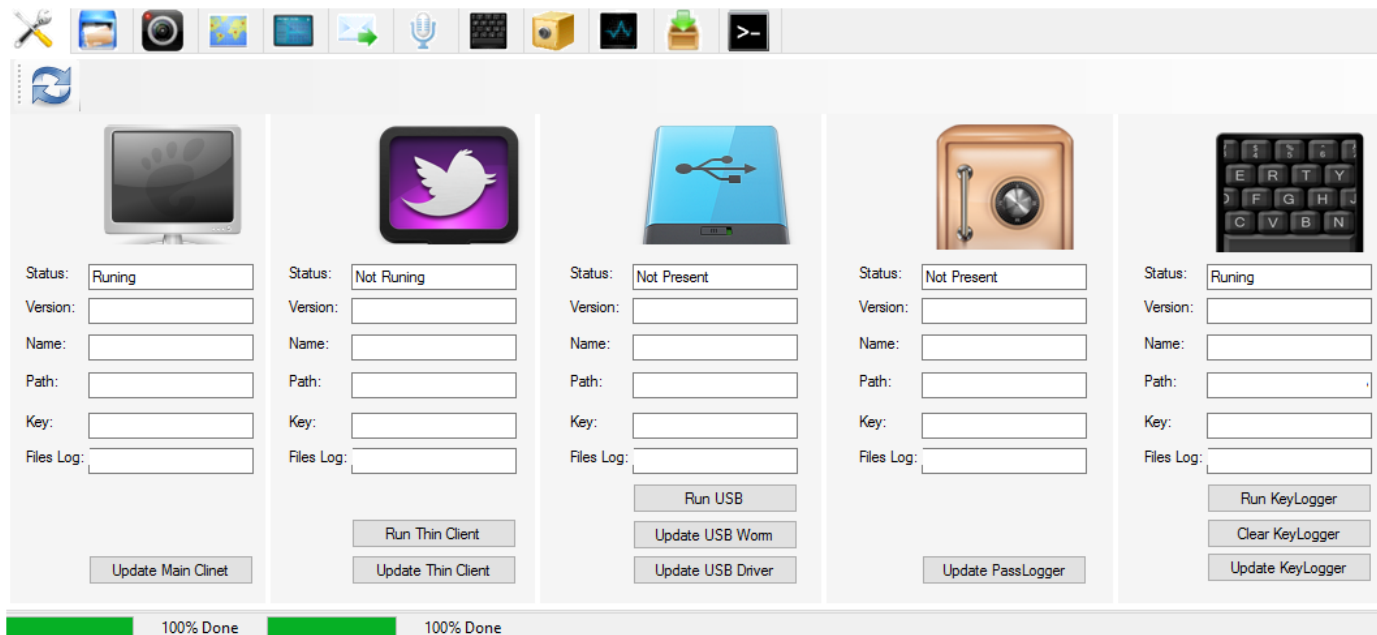 >-
$ % ^
4 5 6
E R T Y
D F G H J
C V B N
Status: Runing Status: Not Runing Status: Not Present Status: Not Present Status: Runing
Version: Version: Version: Version: Version:
Name: Name: Name: Name: Name:
Path: Path: Path: Path: Path:
Key: Key: Key: Key: Key:
Files Log: Files Log: Files Log: Files Log: Files Log:
Run USB Run KeyLogger
Run Thin Client Update USB Worm Clear KeyLogger
Update Main Clinet Update Thin Client Update USB Driver Update PassLogger Update KeyLogger
100% Done 100% Done